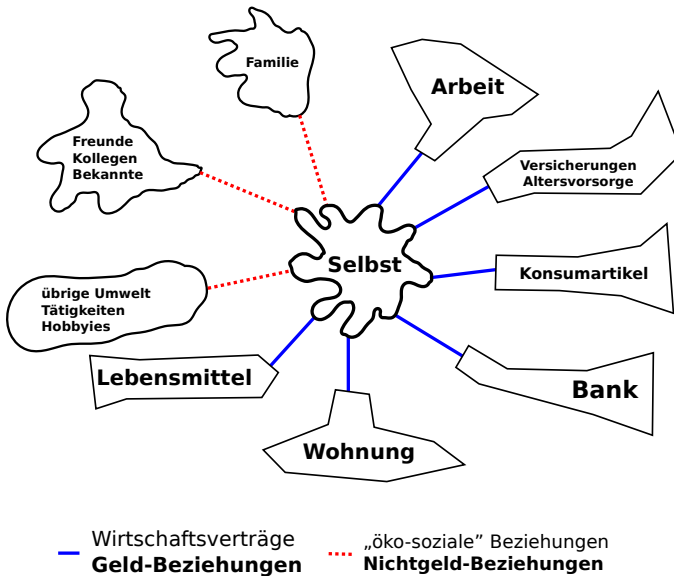 Familie
Arbeit
Freunde
Kollegen
Bekannte
Versicherungen
Altersvorsorge
Selbst
Konsumartikel
übrige Umwelt
Tätigkeiten
Hobbyies
Lebensmittel
Bank
Wohnung
Wirtschaftsverträge
Geld-Beziehungen
„öko-soziale” Beziehungen
Nichtgeld-Beziehungen